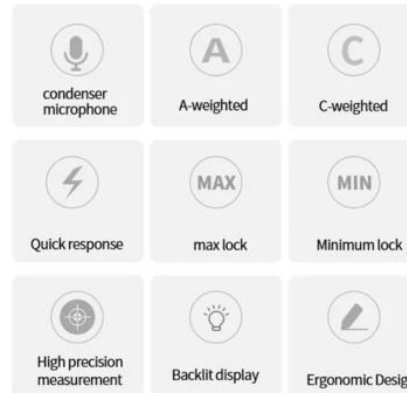 condenser
microphone
A
A-weighted
C
C-weighted
Quick response
MAX
max lock
MIN
Minimum lock
High precision
measurement
Backlit display
Ergonomic Desig